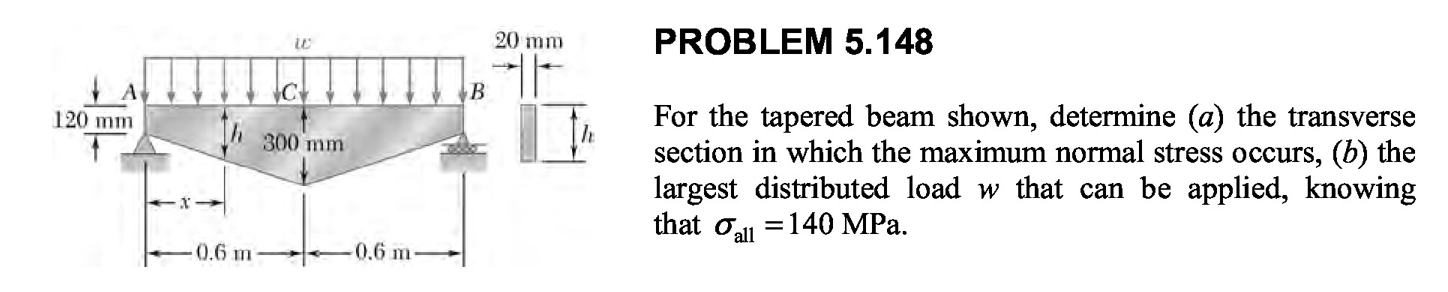 w
20 mm
A
C
B
120 mm
h
300 mm
h
x
0.6 m
0.6 m
PROBLEM 5.148
For the tapered beam shown, determine (a) the transverse
section in which the maximum normal stress occurs, (b) the
largest distributed load w that can be applied, knowing
that σall = 140 MPa.